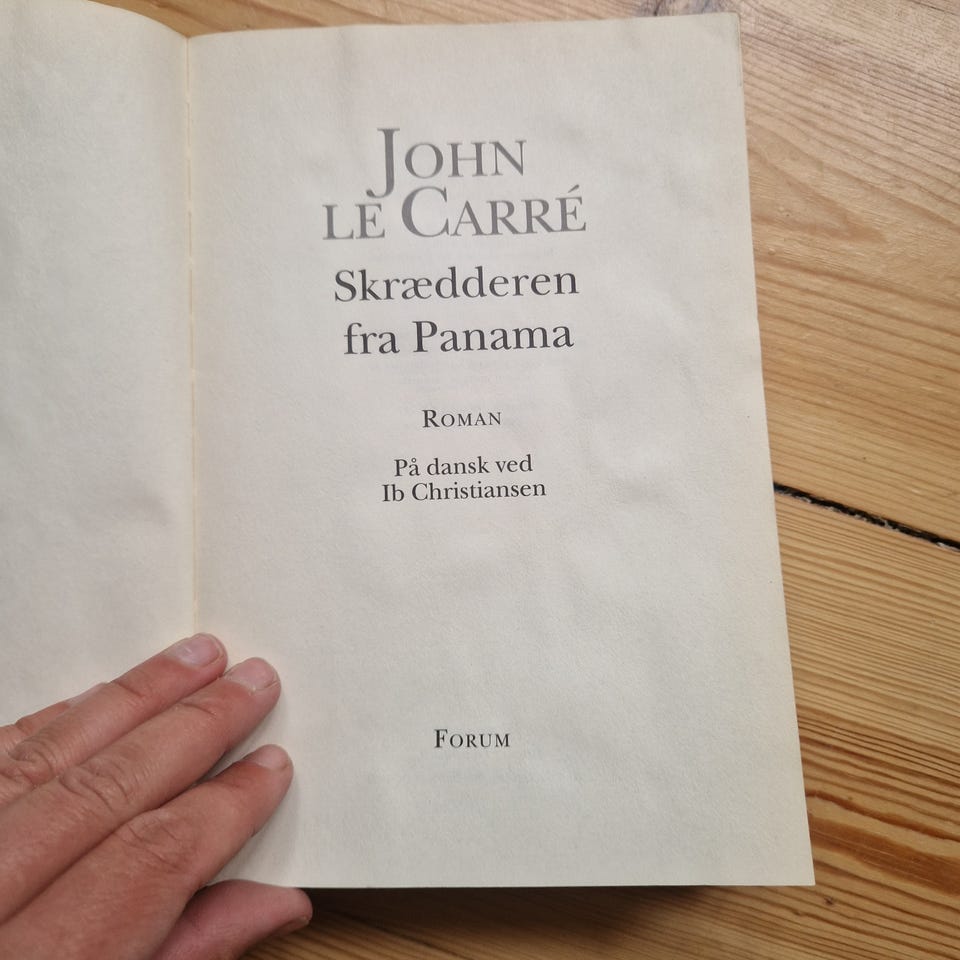 JOHN
LE CARRÉ
Skrædderen
fra Panama
ROMAN
På dansk ved
Ib Christiansen
FORUM